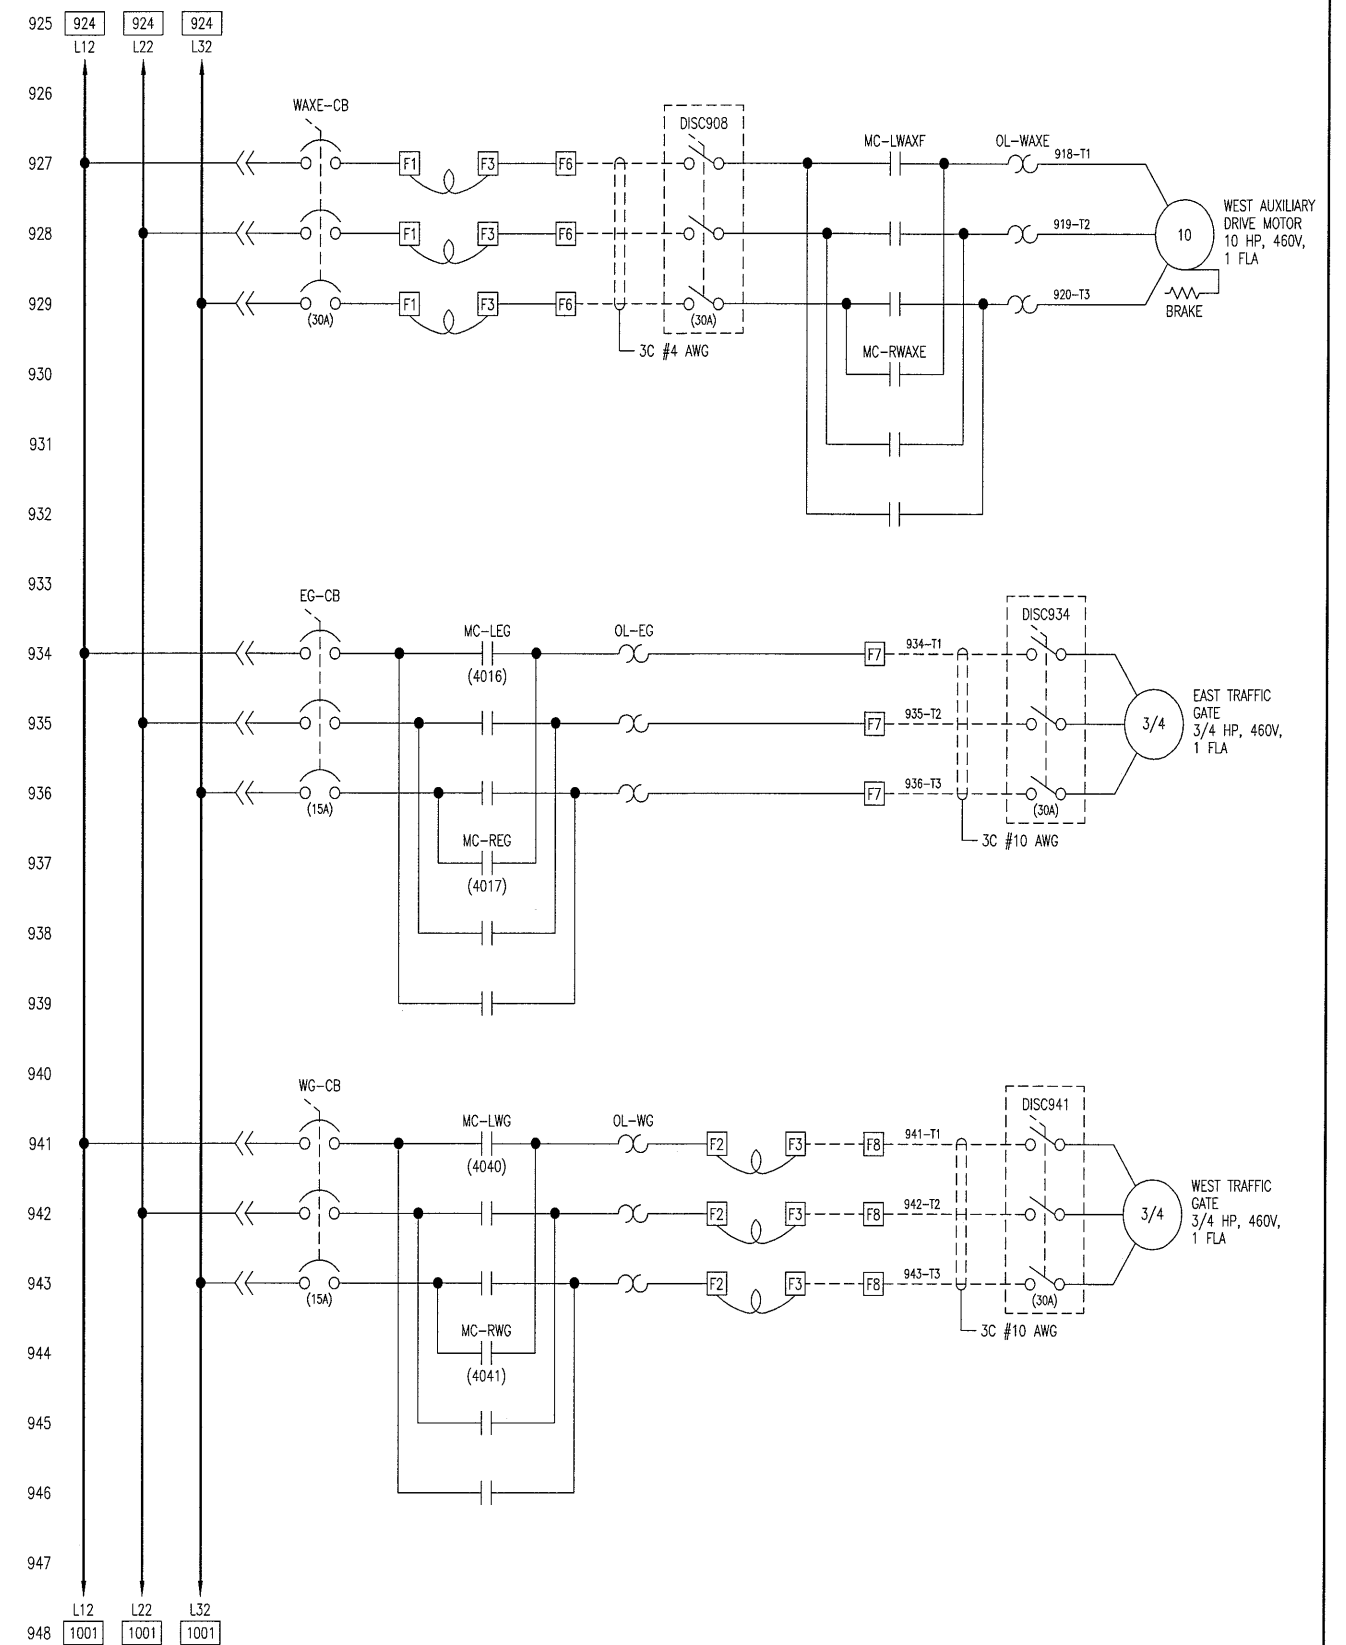 925 924 924 924
L12 L22 L32
926
WAXE-CB
DISC908
927 F1 F3 F6 MC-LWAXF OL-WAXE 918-T1
928 F1 F3 F6 919-T2 10
WEST AUXILIARY
DRIVE MOTOR
10 HP, 460V,
1 FLA
929 F1 F3 F6 920-T3
(30A) (30A)
BRAKE
3C #4 AWG
MC-RWAXE
930
931
932
933
EG-CB
DISC934
934 MC-LEG OL-EG F7 934-T1
(4016)
935 F7 935-T2 3/4
EAST TRAFFIC
GATE
3/4 HP, 460V,
1 FLA
936 F7 936-T3
(15A) (30A)
MC-REG
3C #10 AWG
937
(4017)
938
939
940
WG-CB
DISC941
941 MC-LWG OL-WG F2 F3 F8 941-T1
(4040)
942 F2 F3 F8 942-T2 3/4
WEST TRAFFIC
GATE
3/4 HP, 460V,
1 FLA
943 F2 F3 F8 943-T3
(15A) (30A)
MC-RWG
3C #10 AWG
944
(4041)
945
946
947
L12 L22 L32
948 1001 1001 1001